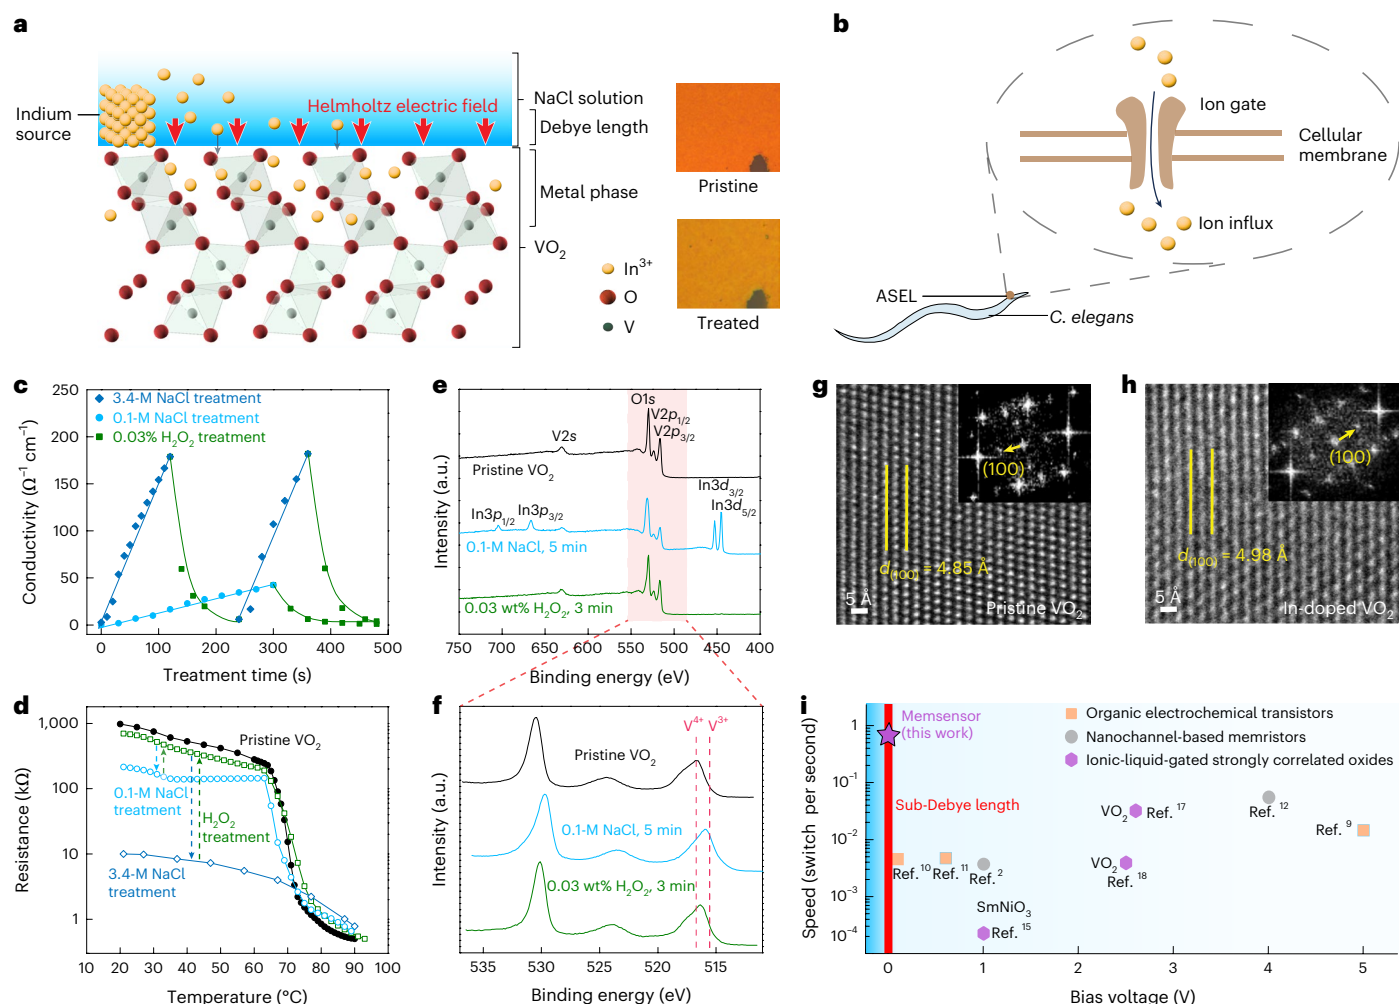 a
Indium
source
Helmholtz electric field
NaCl solution
Debye length
Metal phase
VO2
In3+
O
V
Pristine
Treated
b
Ion gate
Cellular
membrane
Ion influx
ASEL
C. elegans
c
Conductivity (Ω−1 cm−1)
250
200
150
100
50
0
3.4-M NaCl treatment
0.1-M NaCl treatment
0.03% H2O2 treatment
0 100 200 300 400 500
Treatment time (s)
d
Resistance (kΩ)
1,000
100
10
1
Pristine VO2
0.1-M NaCl
treatment
H2O2
treatment
3.4-M NaCl
treatment
10 20 30 40 50 60 70 80 90 100
Temperature (°C)
e
Intensity (a.u.)
O1s
V2p1/2
V2s
V2p3/2
Pristine VO2
In3d3/2
In3d5/2
In3p1/2
In3p3/2
0.1-M NaCl, 5 min
0.03 wt% H2O2, 3 min
750 700 650 600 550 500 450 400
Binding energy (eV)
f
Intensity (a.u.)
V4+ V3+
Pristine VO2
0.1-M NaCl, 5 min
0.03 wt% H2O2, 3 min
535 530 525 520 515
Binding energy (eV)
g
(100)
d(100) = 4.85 Å
5 Å
Pristine VO2
h
(100)
d(100) = 4.98 Å
5 Å
In-doped VO2
i
Speed (switch per second)
1
10−1
10−2
10−3
10−4
Memsensor
(this work)
Organic electrochemical transistors
Nanochannel-based memristors
Ionic-liquid-gated strongly correlated oxides
Sub-Debye length
VO2 Ref. 17
Ref. 12
Ref. 9
Ref. 10
Ref. 11
Ref. 2
VO2
Ref. 18
SmNiO3
Ref. 15
0 1 2 3 4 5
Bias voltage (V)